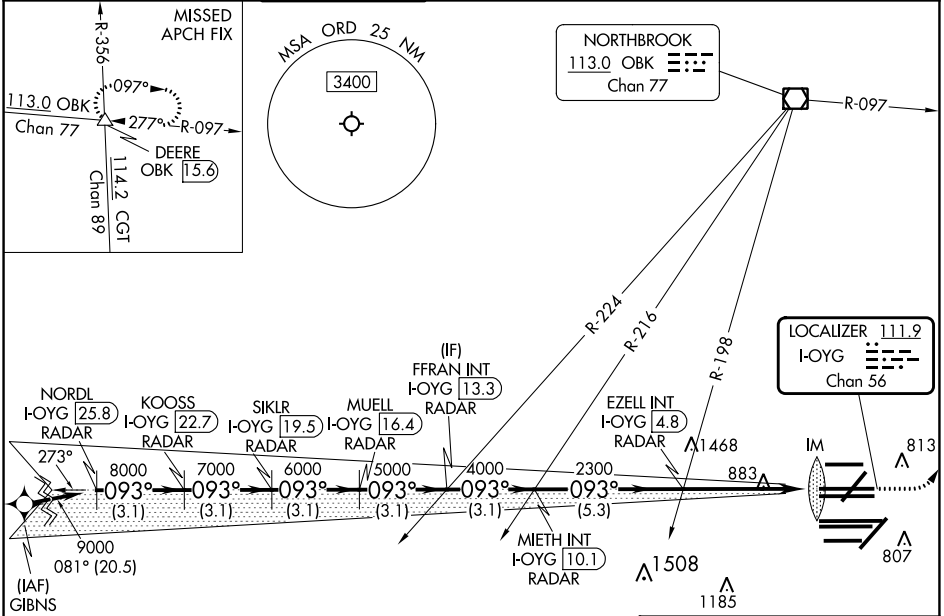 MISSED
APCH FIX
R-356
097°
113.0 OBK
Chan 77
277°
R-097
DEERE
OBK 15.6
114.2 CGT
Chan 89
MSA ORD 25 NM
3400
NORTHBROOK
113.0 OBK
Chan 77
R-097
R-224
R-216
R-198
LOCALIZER 111.9
I-OYG
Chan 56
(IF)
FFRAN INT
I-OYG 13.3
RADAR
NORDL
I-OYG 25.8
RADAR
KOOSS
I-OYG 22.7
RADAR
SIKLR
I-OYG 19.5
RADAR
MUELL
I-OYG 16.4
RADAR
EZELL INT
I-OYG 4.8
RADAR
1468
883
IM
813
273°
8000
7000
6000
5000
4000
2300
093°
093°
093°
093°
093°
093°
(3.1)
(3.1)
(3.1)
(3.1)
(3.1)
(5.3)
9000
081° (20.5)
(IAF)
GIBNS
MIETH INT
I-OYG 10.1
RADAR
1508
1185
807